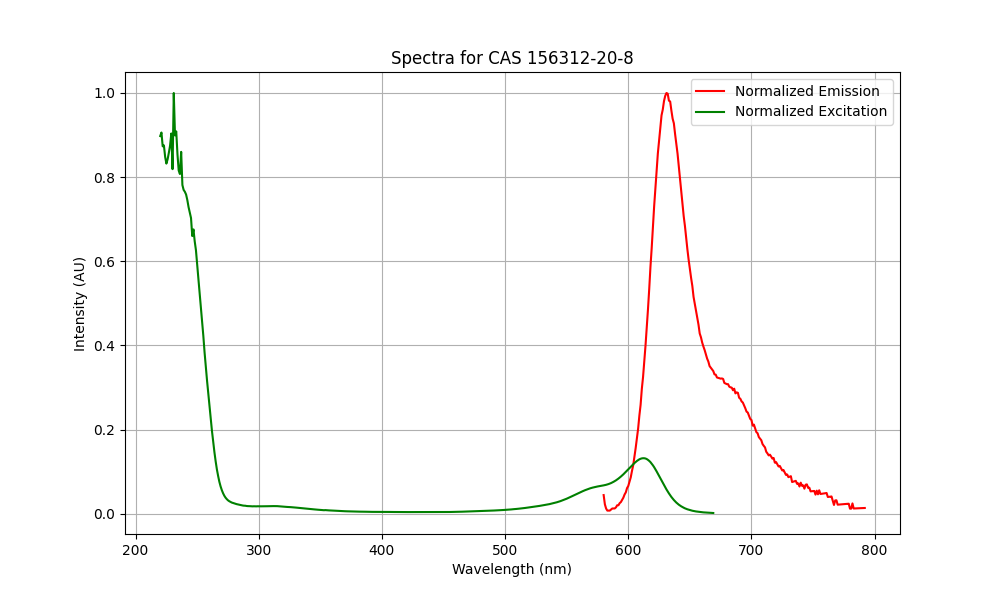 Spectra for CAS 156312-20-8
Normalized Emission
Normalized Excitation
Intensity (AU)
1.0
0.8
0.6
0.4
0.2
0.0
200 300 400 500 600 700 800
Wavelength (nm)